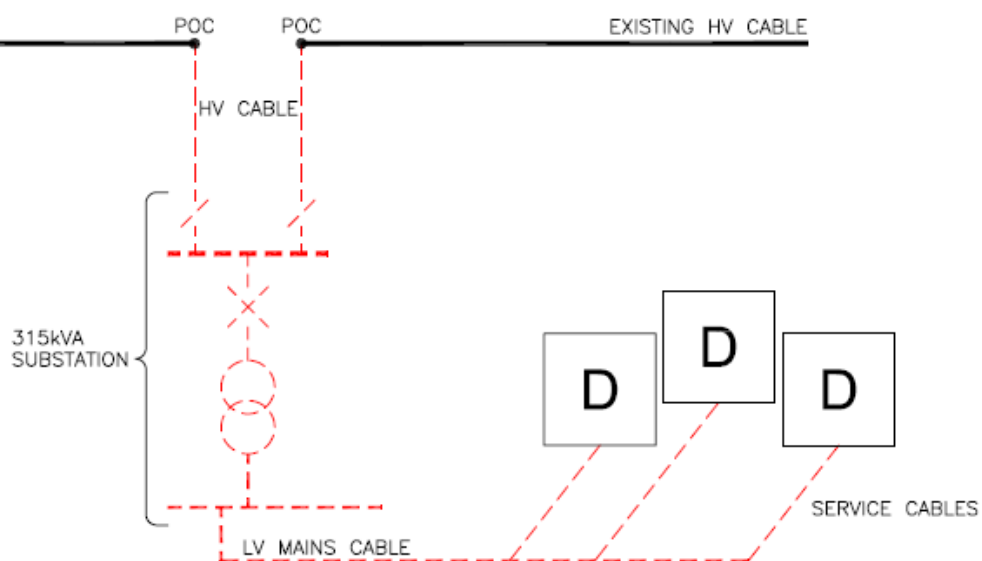 POC
POC
EXISTING HV CABLE
HV CABLE
315kVA
SUBSTATION
D
D
D
SERVICE CABLES
LV MAINS CABLE